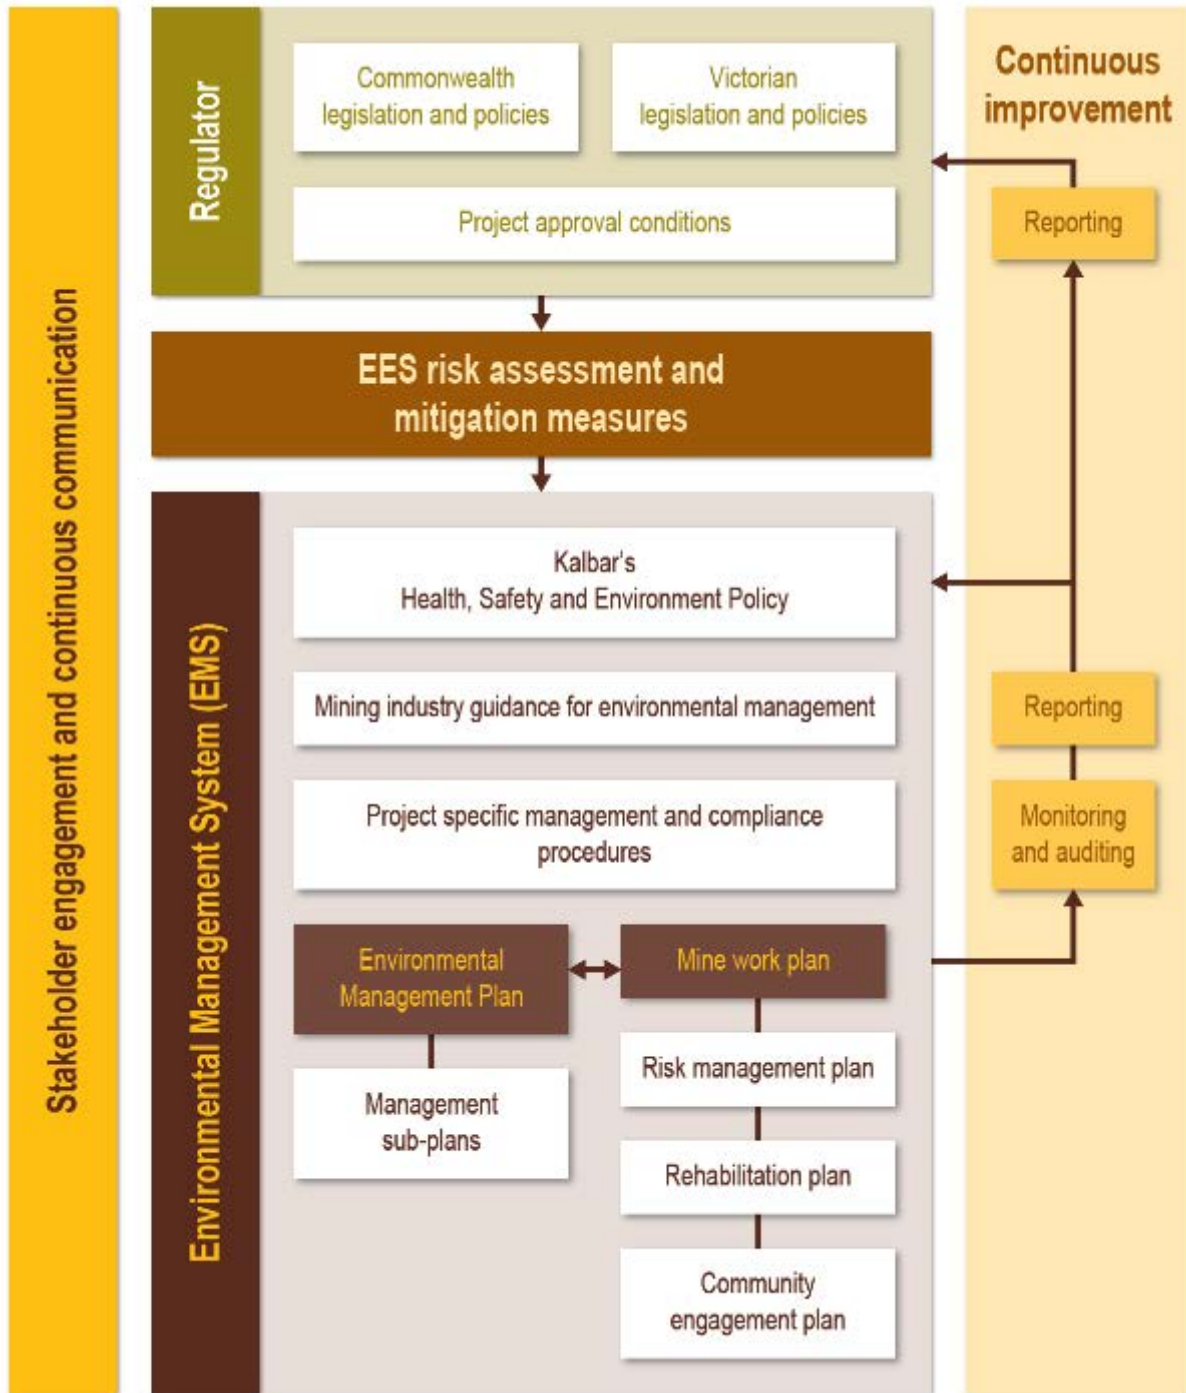 Stakeholder engagement and continuous communication
Regulator
Commonwealth
legislation and policies
Victorian
legislation and policies
Project approval conditions
EES risk assessment and
mitigation measures
Environmental Management System (EMS)
Kalbar's
Health, Safety and Environment Policy
Mining industry guidance for environmental management
Project specific management and compliance
procedures
Environmental
Management Plan
Management
sub-plans
Mine work plan
Risk management plan
Rehabilitation plan
Community
engagement plan
Continuous
improvement
Reporting
Reporting
Monitoring
and auditing